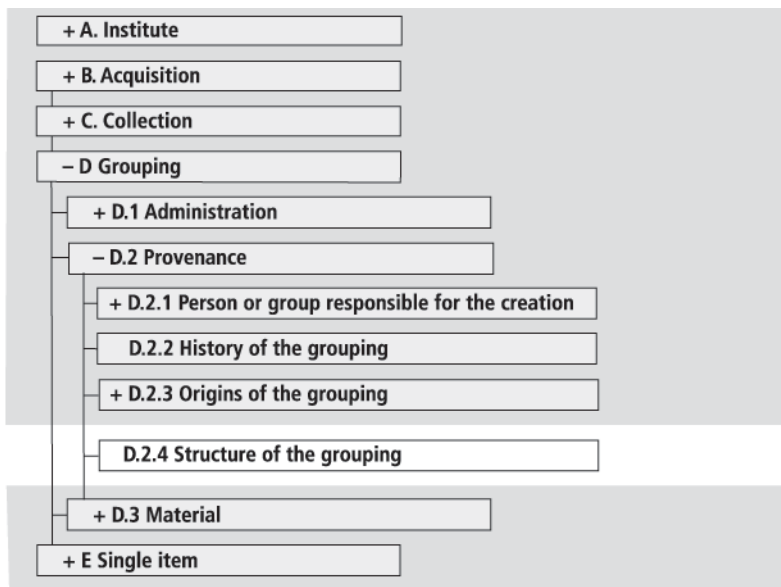 + A. Institute
+ B. Acquisition
+ C. Collection
– D Grouping
+ D.1 Administration
– D.2 Provenance
+ D.2.1 Person or group responsible for the creation
D.2.2 History of the grouping
+ D.2.3 Origins of the grouping
D.2.4 Structure of the grouping
+ D.3 Material
+ E Single item